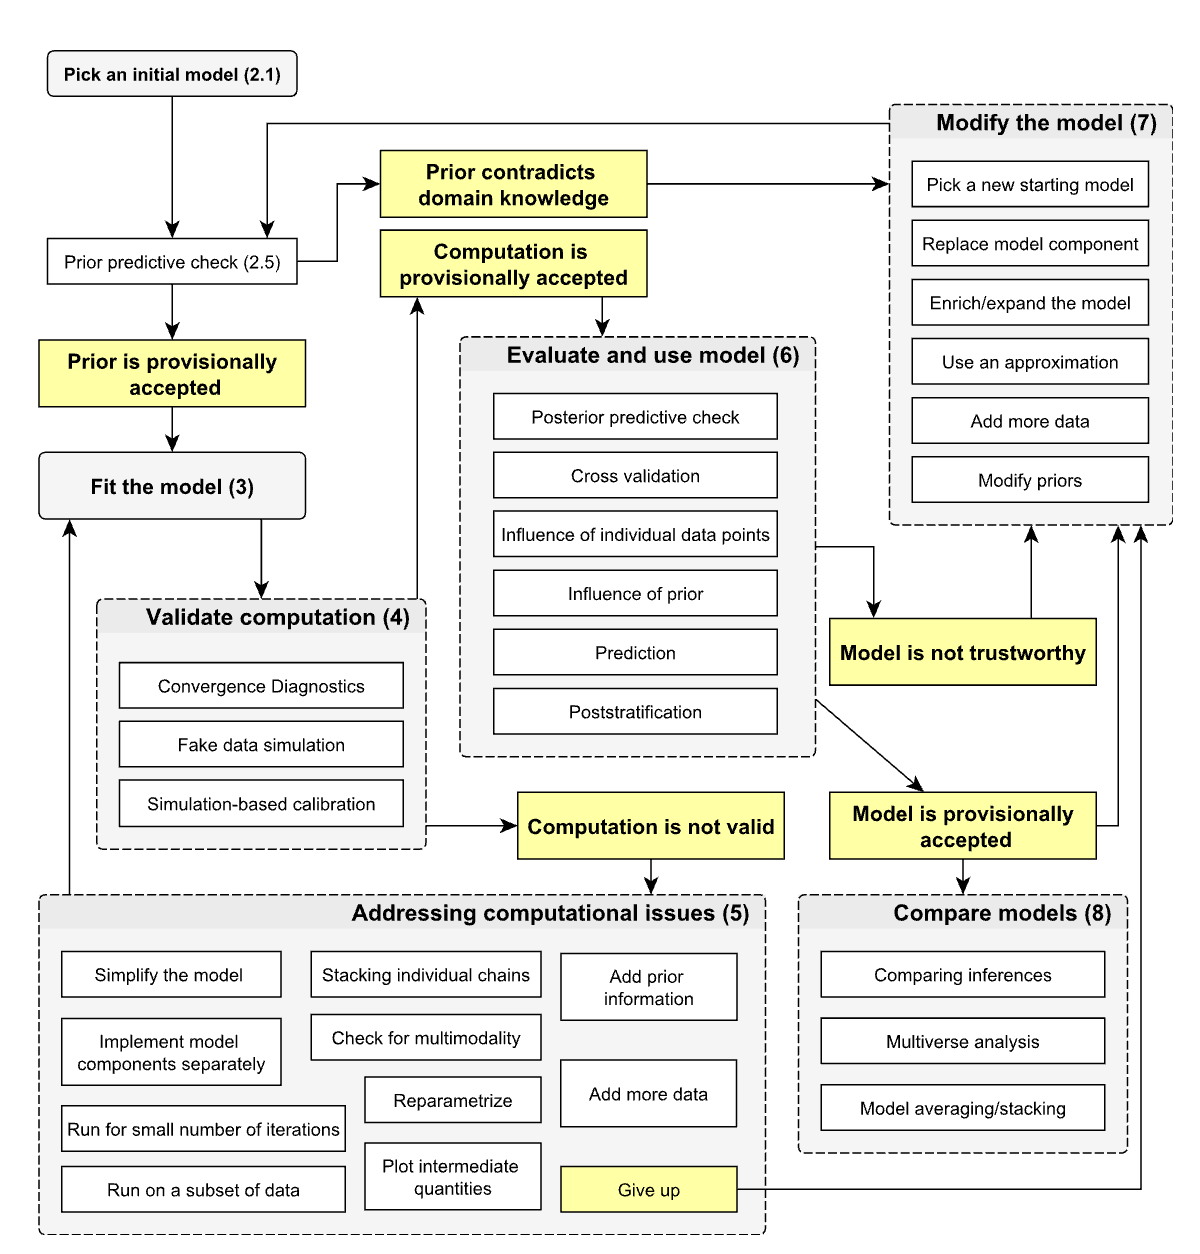 Pick an initial model (2.1)
Prior predictive check (2.5)
Prior is provisionally
accepted
Fit the model (3)
Prior contradicts
domain knowledge
Computation is
provisionally accepted
Modify the model (7)
Pick a new starting model
Replace model component
Enrich/expand the model
Use an approximation
Add more data
Modify priors
Evaluate and use model (6)
Posterior predictive check
Cross validation
Influence of individual data points
Influence of prior
Prediction
Poststratification
Validate computation (4)
Convergence Diagnostics
Fake data simulation
Simulation-based calibration
Model is not trustworthy
Computation is not valid
Model is provisionally
accepted
Addressing computational issues (5)
Simplify the model
Implement model
components separately
Run for small number of iterations
Run on a subset of data
Stacking individual chains
Check for multimodality
Reparametrize
Plot intermediate
quantities
Add prior
information
Add more data
Give up
Compare models (8)
Comparing inferences
Multiverse analysis
Model averaging/stacking